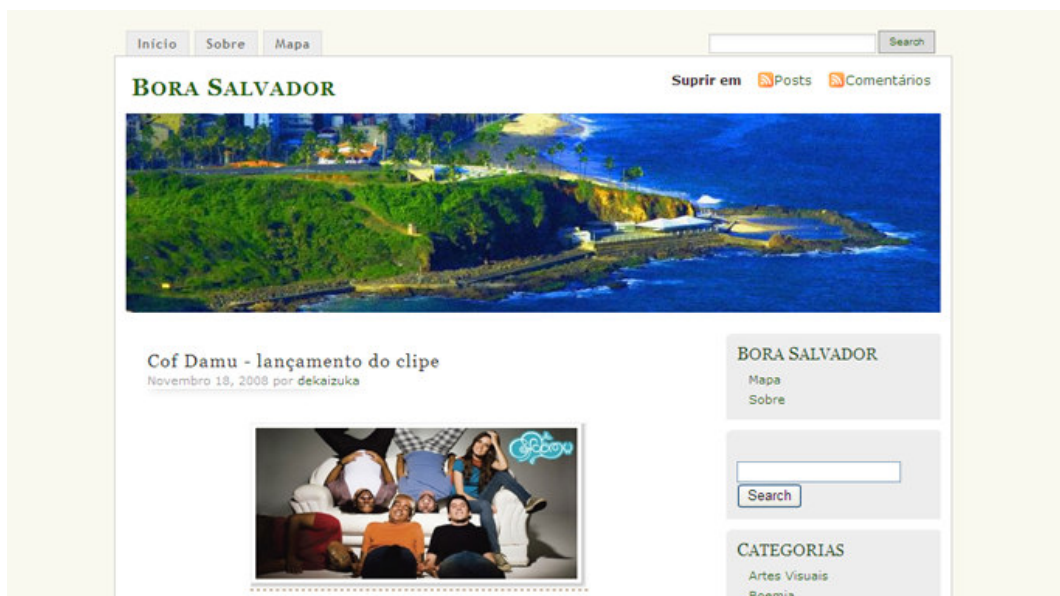 Início Sobre Mapa Search
BORA SALVADOR
Suprir em Posts Comentários
Cof Damu - lançamento do clipe
Novembro 18, 2008 por dekaizuka
BORA SALVADOR
Mapa
Sobre
Search
CATEGORIAS
Artes Visuais
Boemia